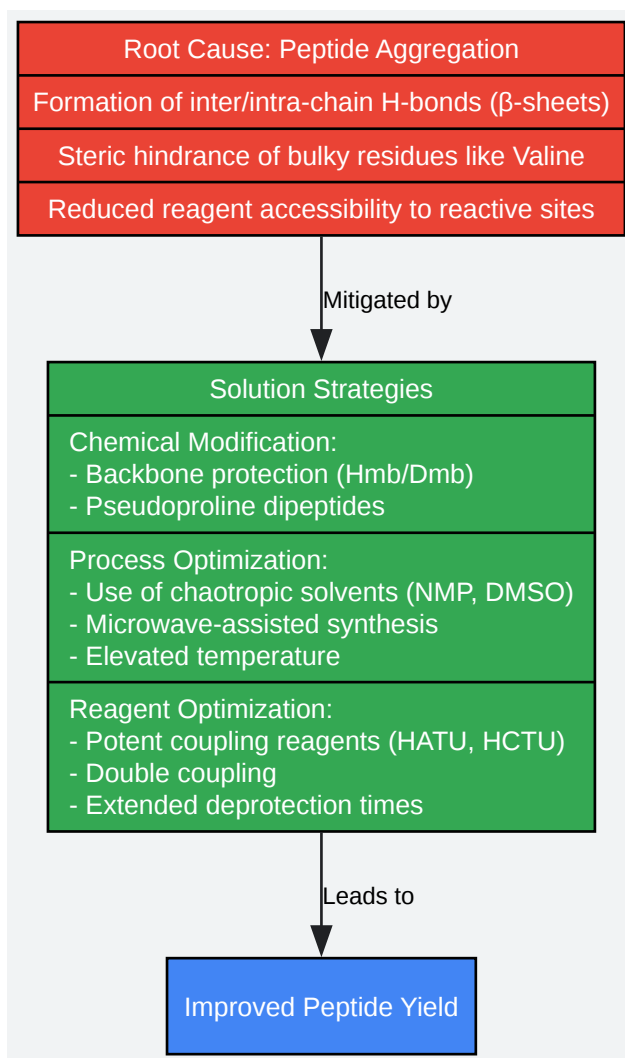 Root Cause: Peptide Aggregation
Formation of inter/intra-chain H-bonds (β-sheets)
Steric hindrance of bulky residues like Valine
Reduced reagent accessibility to reactive sites
Mitigated by
Solution Strategies
Chemical Modification:
- Backbone protection (Hmb/Dmb)
- Pseudoproline dipeptides
Process Optimization:
- Use of chaotropic solvents (NMP, DMSO)
- Microwave-assisted synthesis
- Elevated temperature
Reagent Optimization:
- Potent coupling reagents (HATU, HCTU)
- Double coupling
- Extended deprotection times
Leads to
Improved Peptide Yield